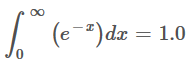 ∫₀^∞ (e⁻ˣ)dx = 1.0